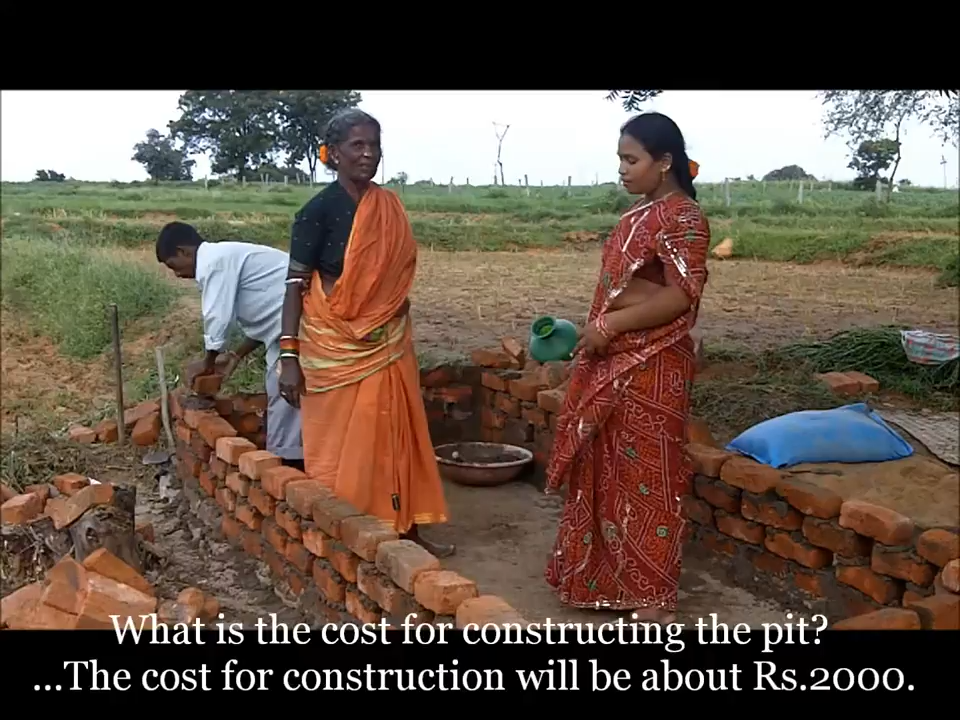 What is the cost for constructing the pit?
...The cost for construction will be about Rs.2000.